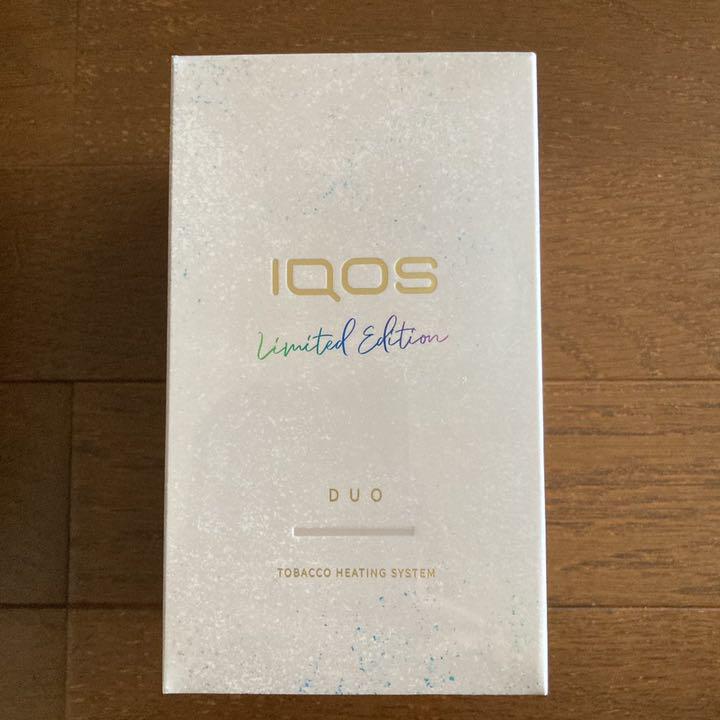 IQOS
Limited Edition
DUO
TOBACCO HEATING SYSTEM